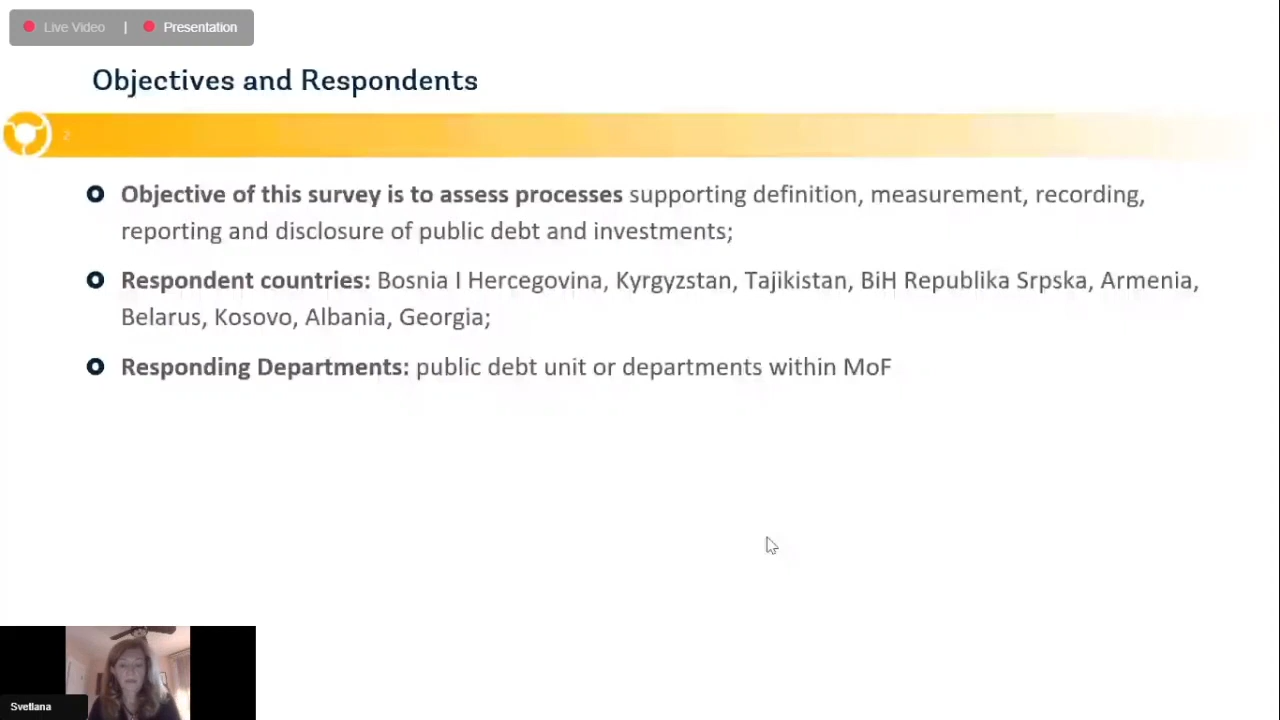 Live Video | Presentation
Objectives and Respondents
2
Objective of this survey is to assess processes supporting definition, measurement, recording,
reporting and disclosure of public debt and investments;
Respondent countries: Bosnia I Hercegovina, Kyrgyzstan, Tajikistan, BiH Republika Srpska, Armenia,
Belarus, Kosovo, Albania, Georgia;
Responding Departments: public debt unit or departments within MoF
Svetlana